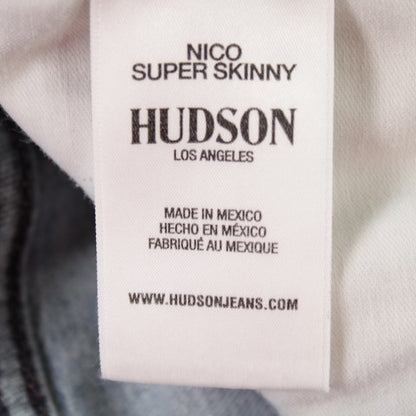 NICO
SUPER SKINNY
HUDSON
LOS ANGELES
MADE IN MEXICO
HECHO EN MÉXICO
FABRIQUÉ AU MEXIQUE
WWW.HUDSONJEANS.COM